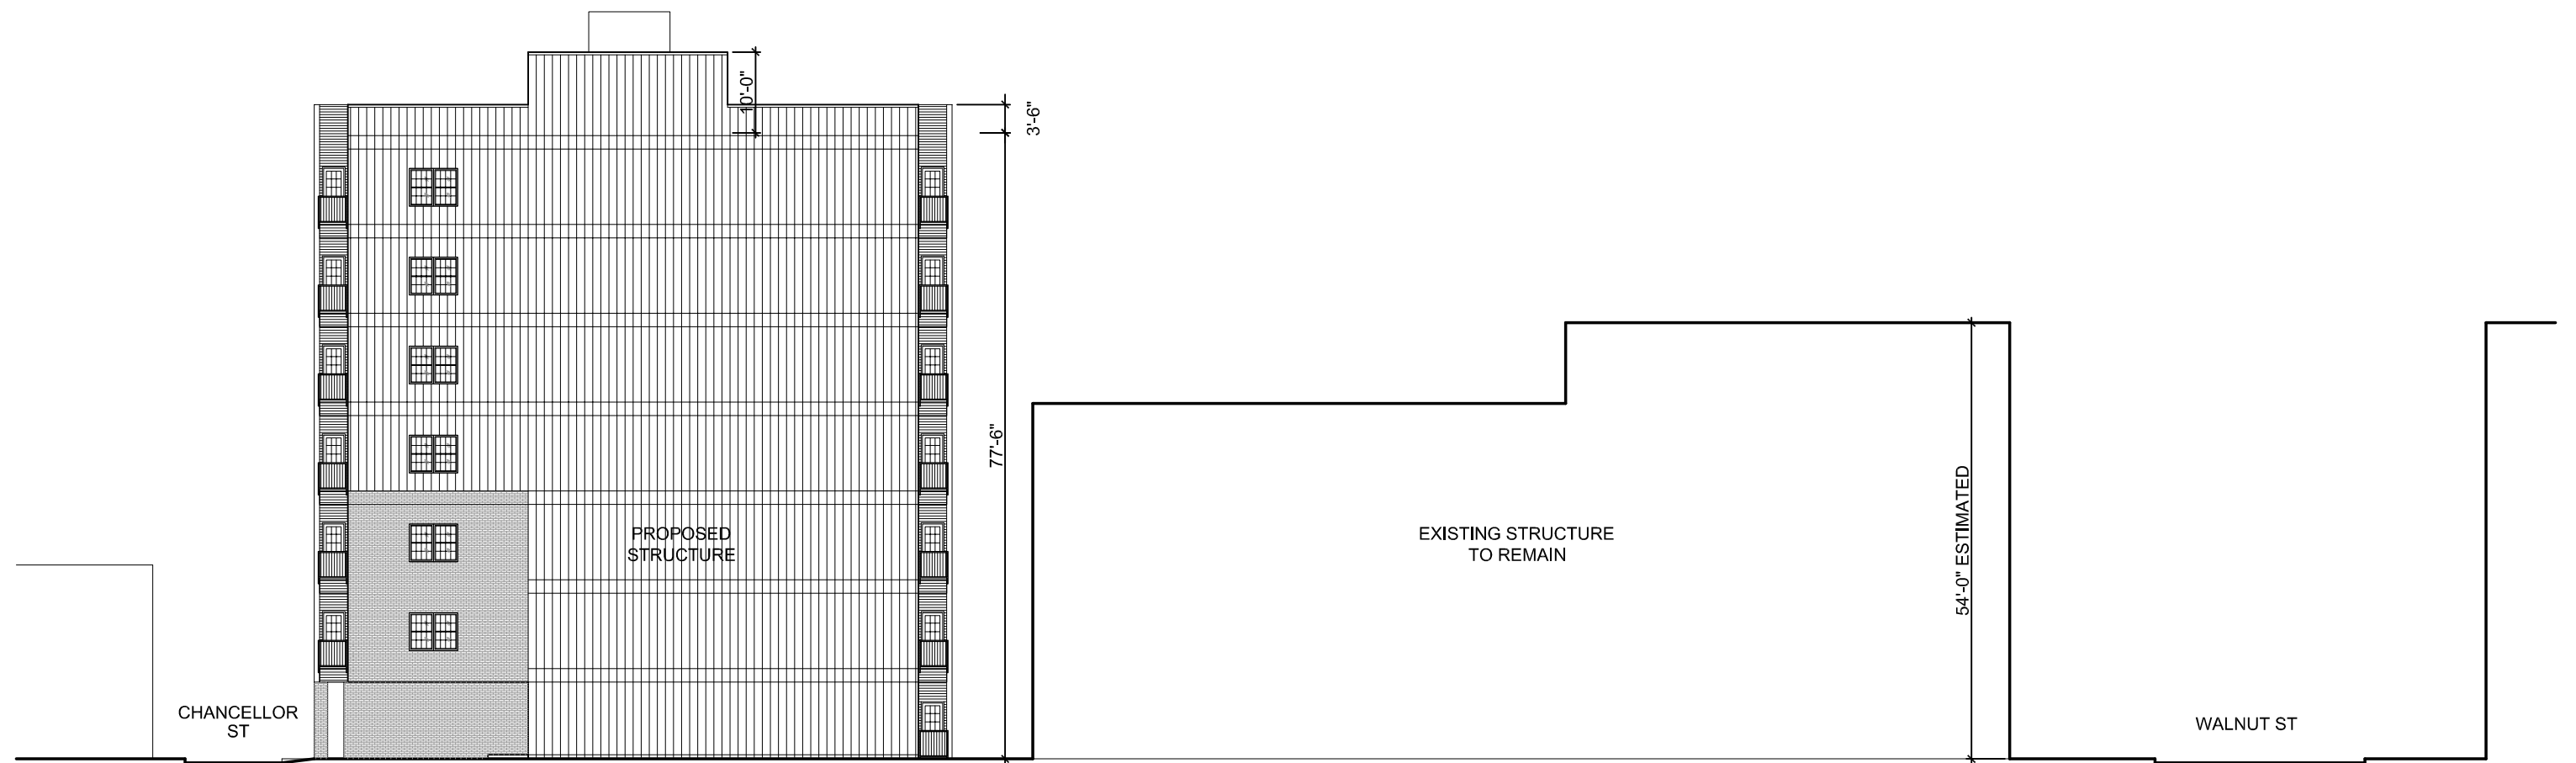 10'-0"
3'-6"
77'-6"
54'-0" ESTIMATED
PROPOSED
STRUCTURE
EXISTING STRUCTURE
TO REMAIN
CHANCELLOR
ST
WALNUT ST